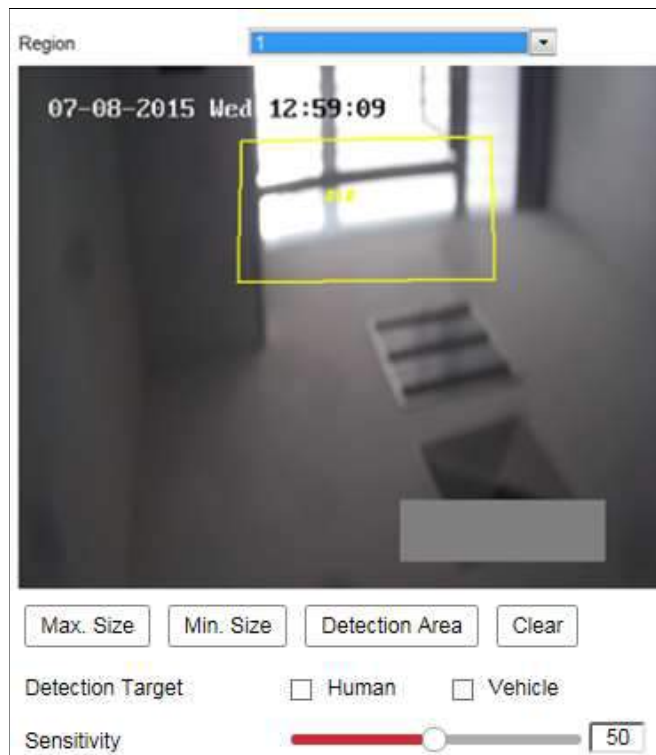 Region
1
07-08-2015 Wed 12:59:09
Max. Size
Min. Size
Detection Area
Clear
Detection Target
Human
Vehicle
Sensitivity
50